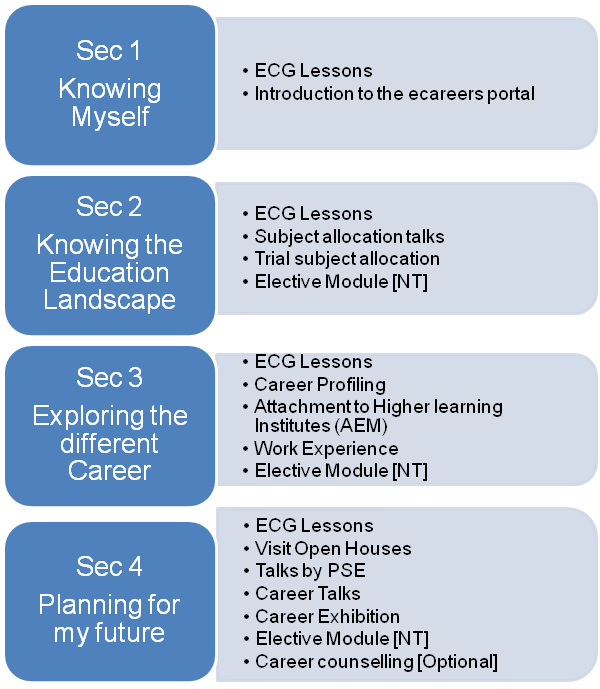 Sec 1
Knowing
Myself
• ECG Lessons
• Introduction to the ecareers portal
Sec 2
Knowing the
Education
Landscape
• ECG Lessons
• Subject allocation talks
• Trial subject allocation
• Elective Module [NT]
Sec 3
Exploring the
different
Career
• ECG Lessons
• Career Profiling
• Attachment to Higher learning
Institutes (AEM)
• Work Experience
• Elective Module [NT]
Sec 4
Planning for
my future
• ECG Lessons
• Visit Open Houses
• Talks by PSE
• Career Talks
• Career Exhibition
• Elective Module [NT]
• Career counselling [Optional]